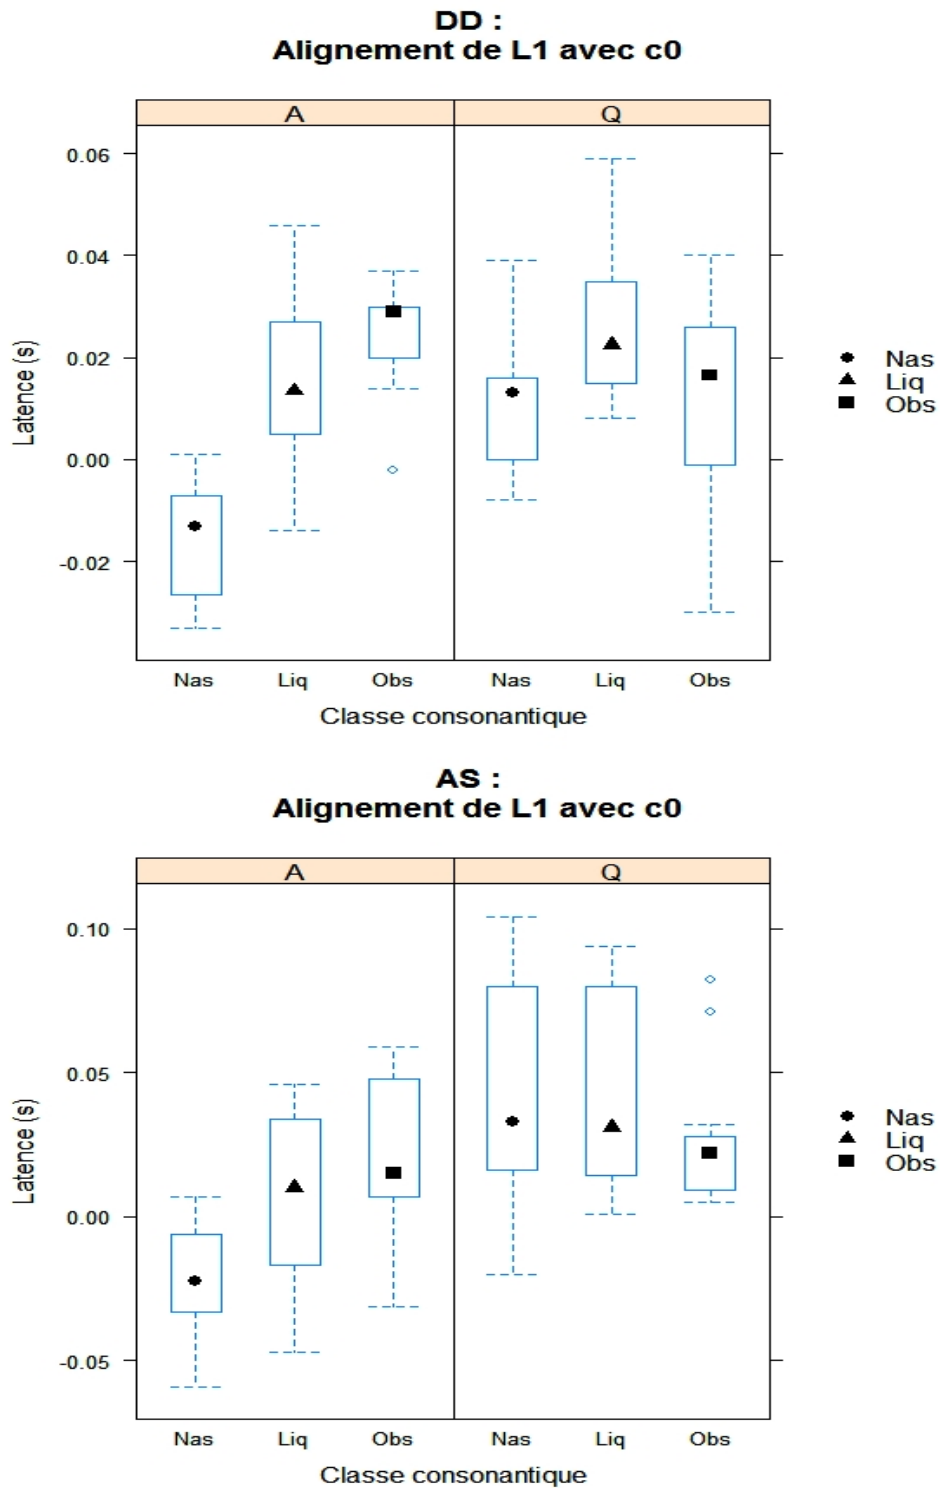 DD :
Alignement de L1 avec c0
A Q
0.06
0.04
0.02
0.00
-0.02
Latence (s)
Nas
Liq
Obs
Nas Liq Obs Nas Liq Obs
Classe consonantique
AS :
Alignement de L1 avec c0
A Q
0.10
0.05
0.00
-0.05
Latence (s)
Nas
Liq
Obs
Nas Liq Obs Nas Liq Obs
Classe consonantique